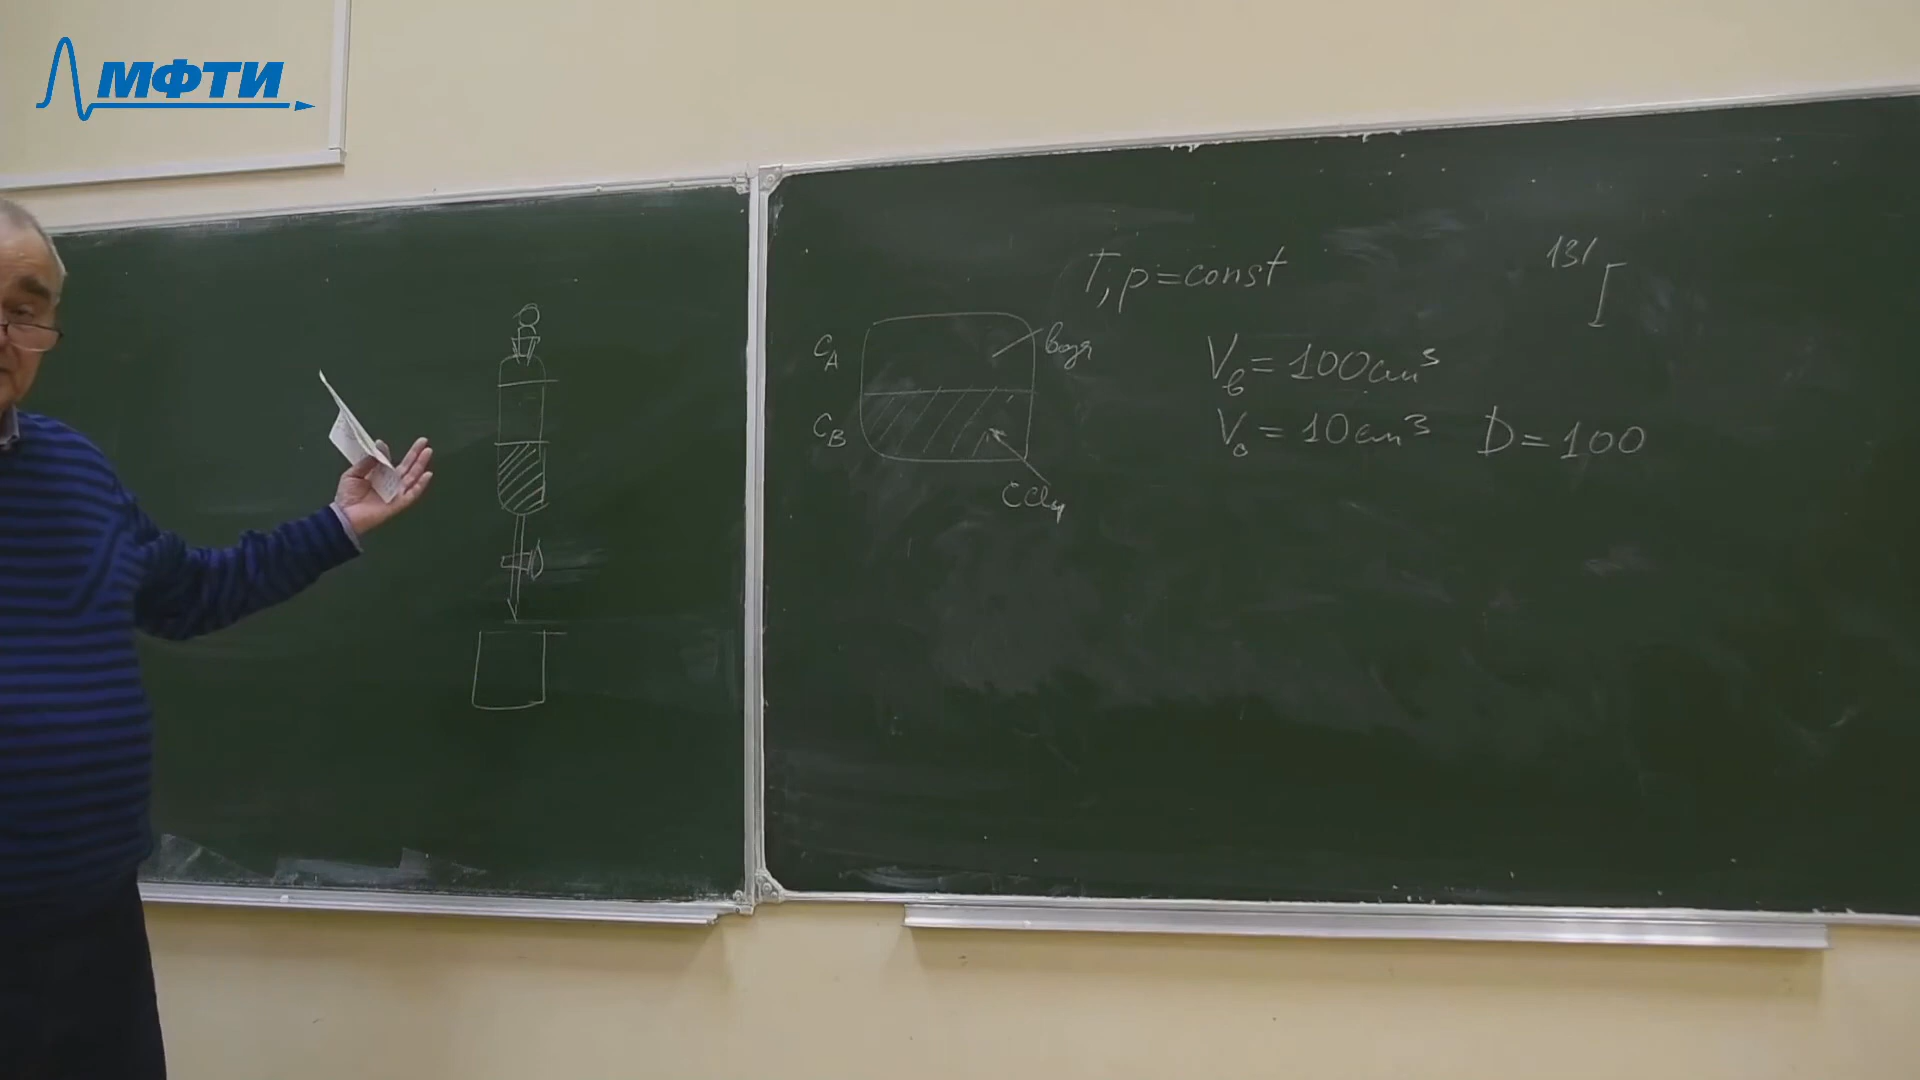 МФТИ
T, p = const
131
I
C_A
вода
V_в = 100 см³
C_B
V_о = 10 см³ D = 100
CCl₄